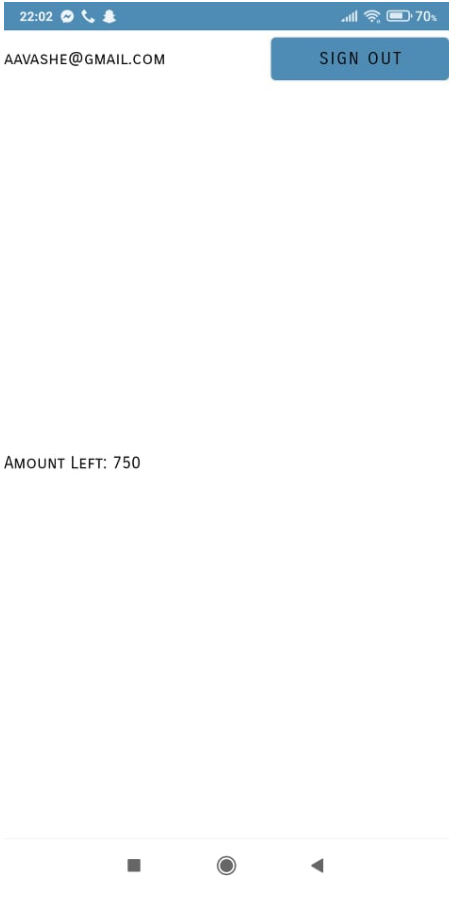 22:02 70%
AAVASHE@GMAIL.COM SIGN OUT
AMOUNT LEFT: 750